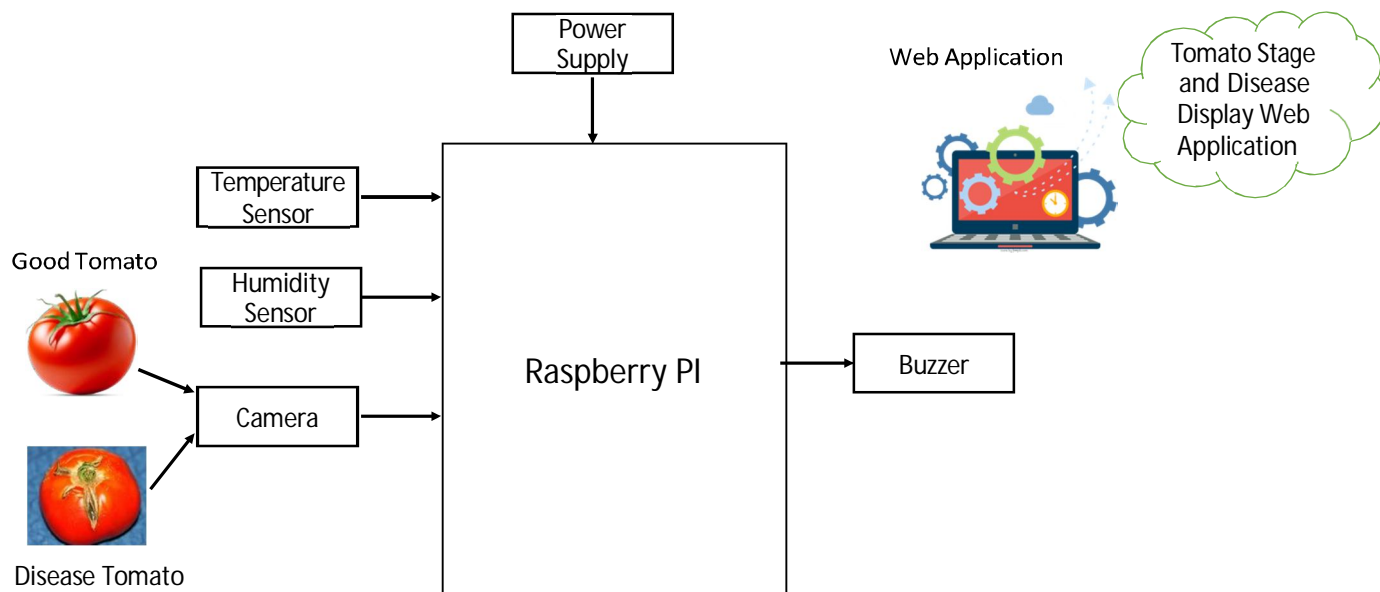 Power
Supply
Web Application
Tomato Stage
and Disease
Display Web
Application
Temperature
Sensor
Good Tomato
Humidity
Sensor
Raspberry PI
Buzzer
Camera
Disease Tomato